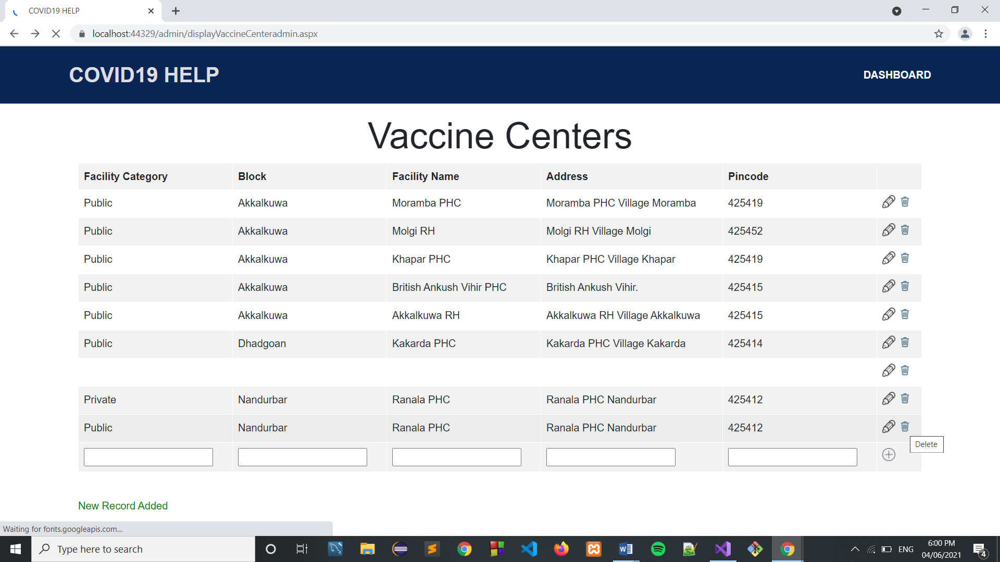 COVID19 HELP
localhost:44329/admin/displayVaccineCenteradmin.aspx
COVID19 HELP DASHBOARD
Vaccine Centers
Facility Category Block Facility Name Address Pincode
Public Akkalkuwa Moramba PHC Moramba PHC Village Moramba 425419
Public Akkalkuwa Molgi RH Molgi RH Village Molgi 425452
Public Akkalkuwa Khapar PHC Khapar PHC Village Khapar 425419
Public Akkalkuwa British Ankush Vihir PHC British Ankush Vihir. 425415
Public Akkalkuwa Akkalkuwa RH Akkalkuwa RH Village Akkalkuwa 425415
Public Dhadgoan Kakarda PHC Kakarda PHC Village Kakarda 425414
Private Nandurbar Ranala PHC Ranala PHC Nandurbar 425412
Public Nandurbar Ranala PHC Ranala PHC Nandurbar 425412
Delete
New Record Added
Waiting for fonts.googleapis.com...
Type here to search
ENG
6:00 PM
04/06/2021
4